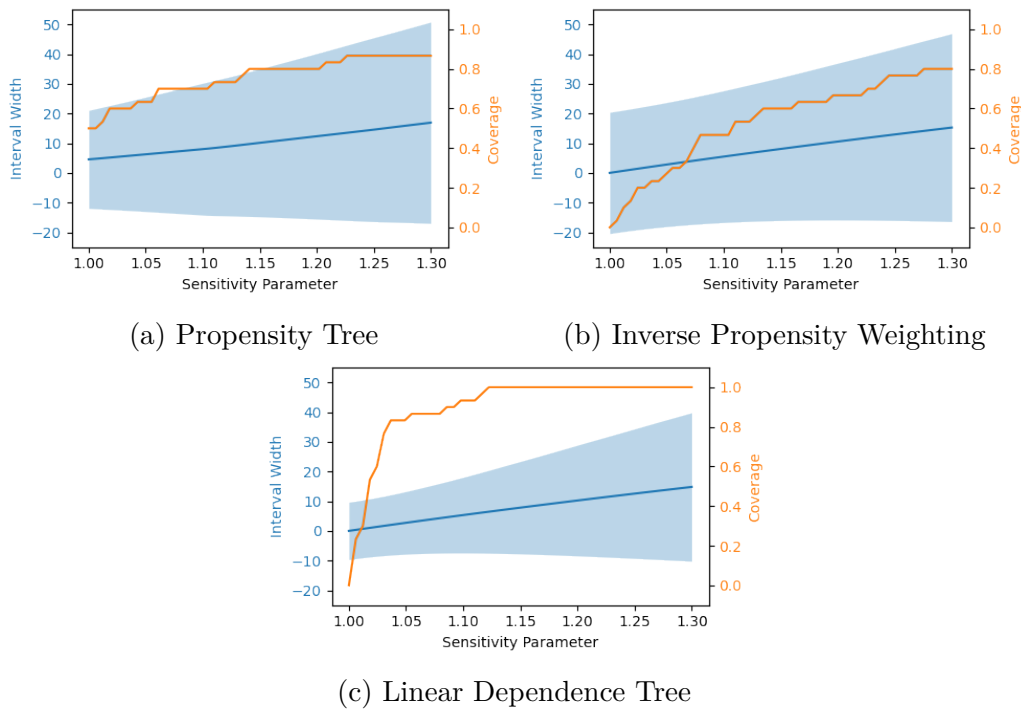 50
40
30
20
10
0
−10
−20
Interval Width
1.0
0.8
0.6
0.4
0.2
0.0
Coverage
1.00 1.05 1.10 1.15 1.20 1.25 1.30
Sensitivity Parameter
(a) Propensity Tree
50
40
30
20
10
0
−10
−20
Interval Width
1.0
0.8
0.6
0.4
0.2
0.0
Coverage
1.00 1.05 1.10 1.15 1.20 1.25 1.30
Sensitivity Parameter
(b) Inverse Propensity Weighting
50
40
30
20
10
0
−10
−20
Interval Width
1.0
0.8
0.6
0.4
0.2
0.0
Coverage
1.00 1.05 1.10 1.15 1.20 1.25 1.30
Sensitivity Parameter
(c) Linear Dependence Tree